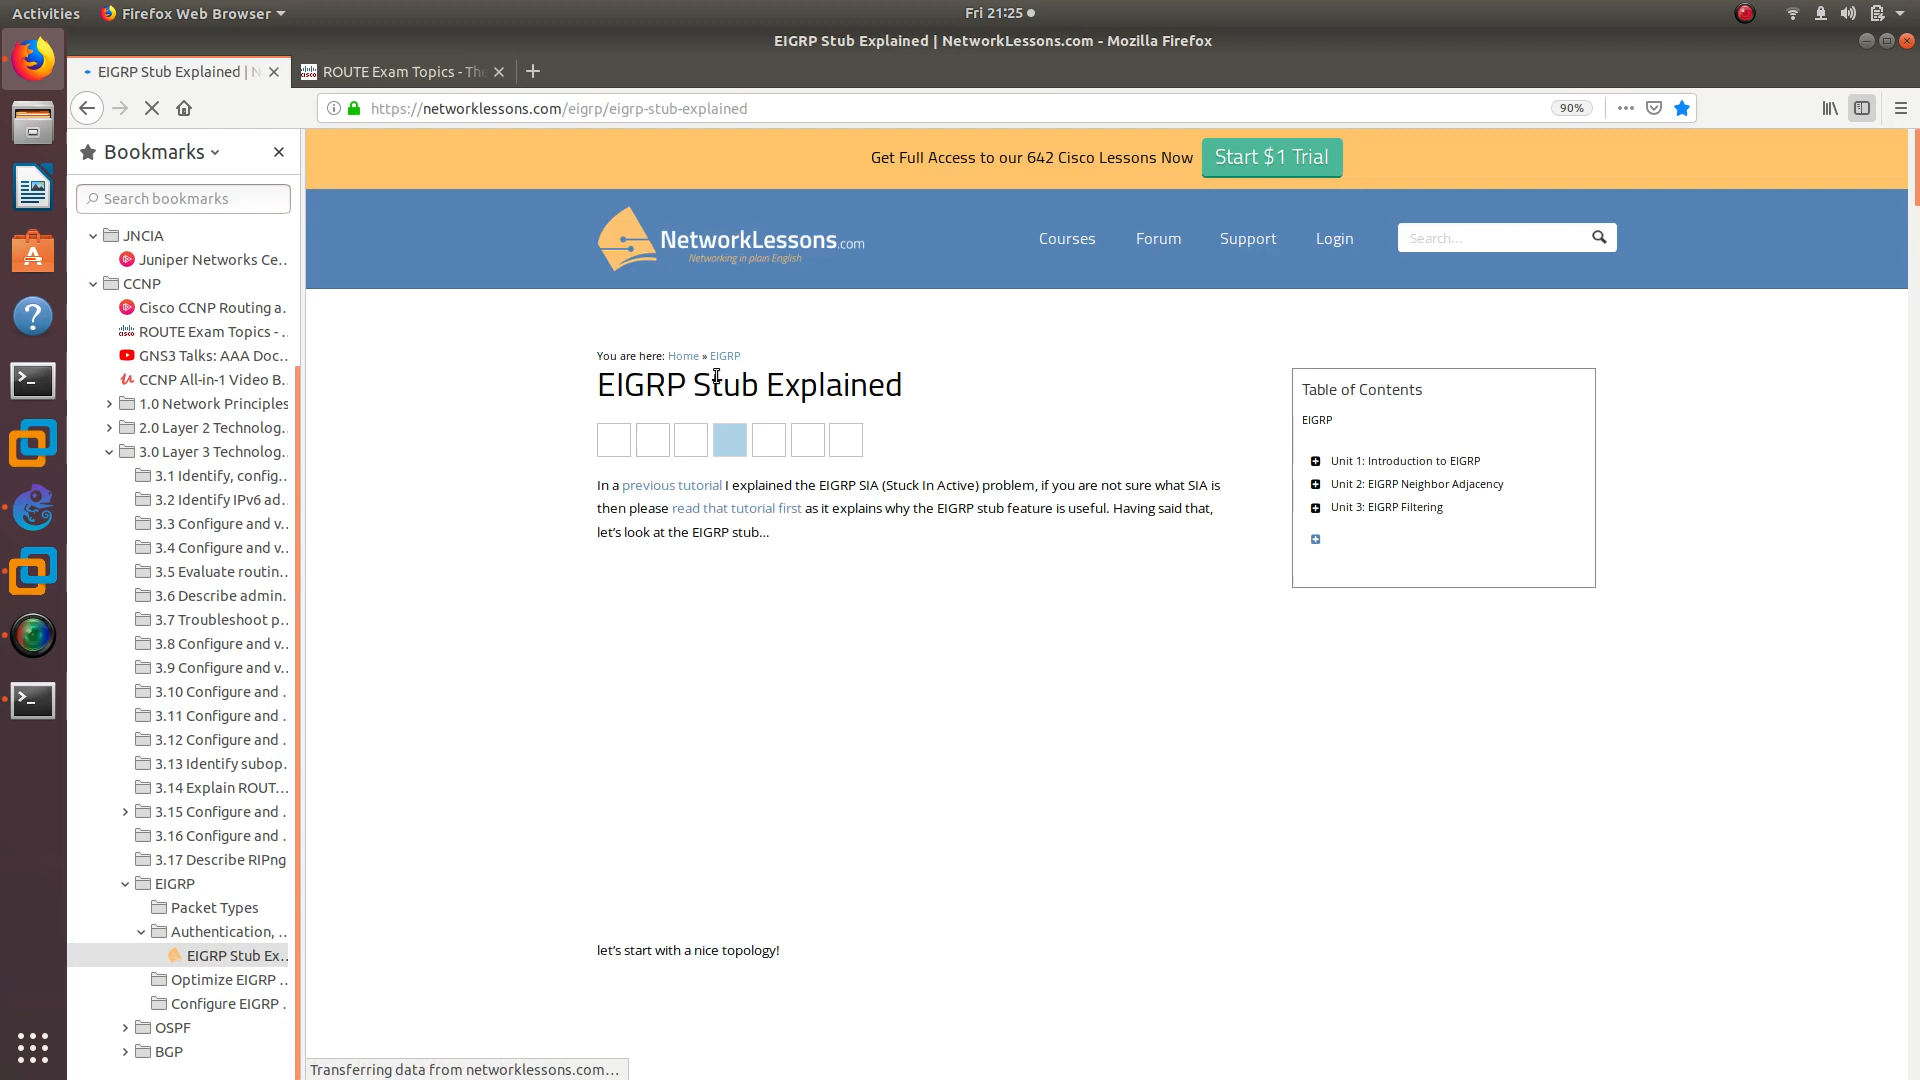 Activities
Firefox Web Browser
Fri 21:25
EIGRP Stub Explained | NetworkLessons.com - Mozilla Firefox
EIGRP Stub Explained | N
ROUTE Exam Topics - The
https://networklessons.com/eigrp/eigrp-stub-explained
90%
Bookmarks
Search bookmarks
JNCIA
Juniper Networks Ce..
CCNP
Cisco CCNP Routing a.
ROUTE Exam Topics - ..
GNS3 Talks: AAA Doc..
CCNP All-in-1 Video B..
1.0 Network Principles
2.0 Layer 2 Technolog..
3.0 Layer 3 Technolog..
3.1 Identify, config..
3.2 Identify IPv6 ad..
3.3 Configure and v..
3.4 Configure and v..
3.5 Evaluate routin..
3.6 Describe admin.
3.7 Troubleshoot p..
3.8 Configure and v..
3.9 Configure and v..
3.10 Configure and .
3.11 Configure and .
3.12 Configure and .
3.13 Identify subop..
3.14 Explain ROUT...
3.15 Configure and .
3.16 Configure and .
3.17 Describe RIPng
EIGRP
Packet Types
Authentication, ..
EIGRP Stub Ex..
Optimize EIGRP ..
Configure EIGRP .
OSPF
BGP
Get Full Access to our 642 Cisco Lessons Now
Start $1 Trial
NetworkLessons.com
Networking in plain English
Courses
Forum
Support
Login
Search...
You are here: Home » EIGRP
EIGRP Stub Explained
In a previous tutorial I explained the EIGRP SIA (Stuck In Active) problem, if you are not sure what SIA is
then please read that tutorial first as it explains why the EIGRP stub feature is useful. Having said that,
let's look at the EIGRP stub...
let's start with a nice topology!
Table of Contents
EIGRP
Unit 1: Introduction to EIGRP
Unit 2: EIGRP Neighbor Adjacency
Unit 3: EIGRP Filtering
Transferring data from networklessons.com...